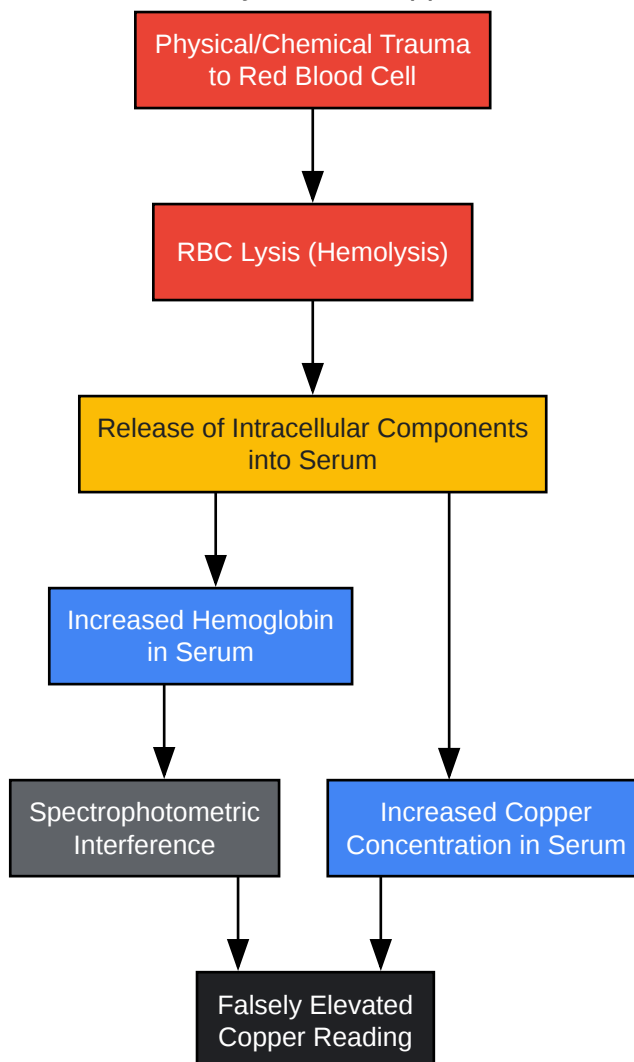 Physical/Chemical Trauma
to Red Blood Cell
RBC Lysis (Hemolysis)
Release of Intracellular Components
into Serum
Increased Hemoglobin
in Serum
Spectrophotometric
Interference
Increased Copper
Concentration in Serum
Falsely Elevated
Copper Reading